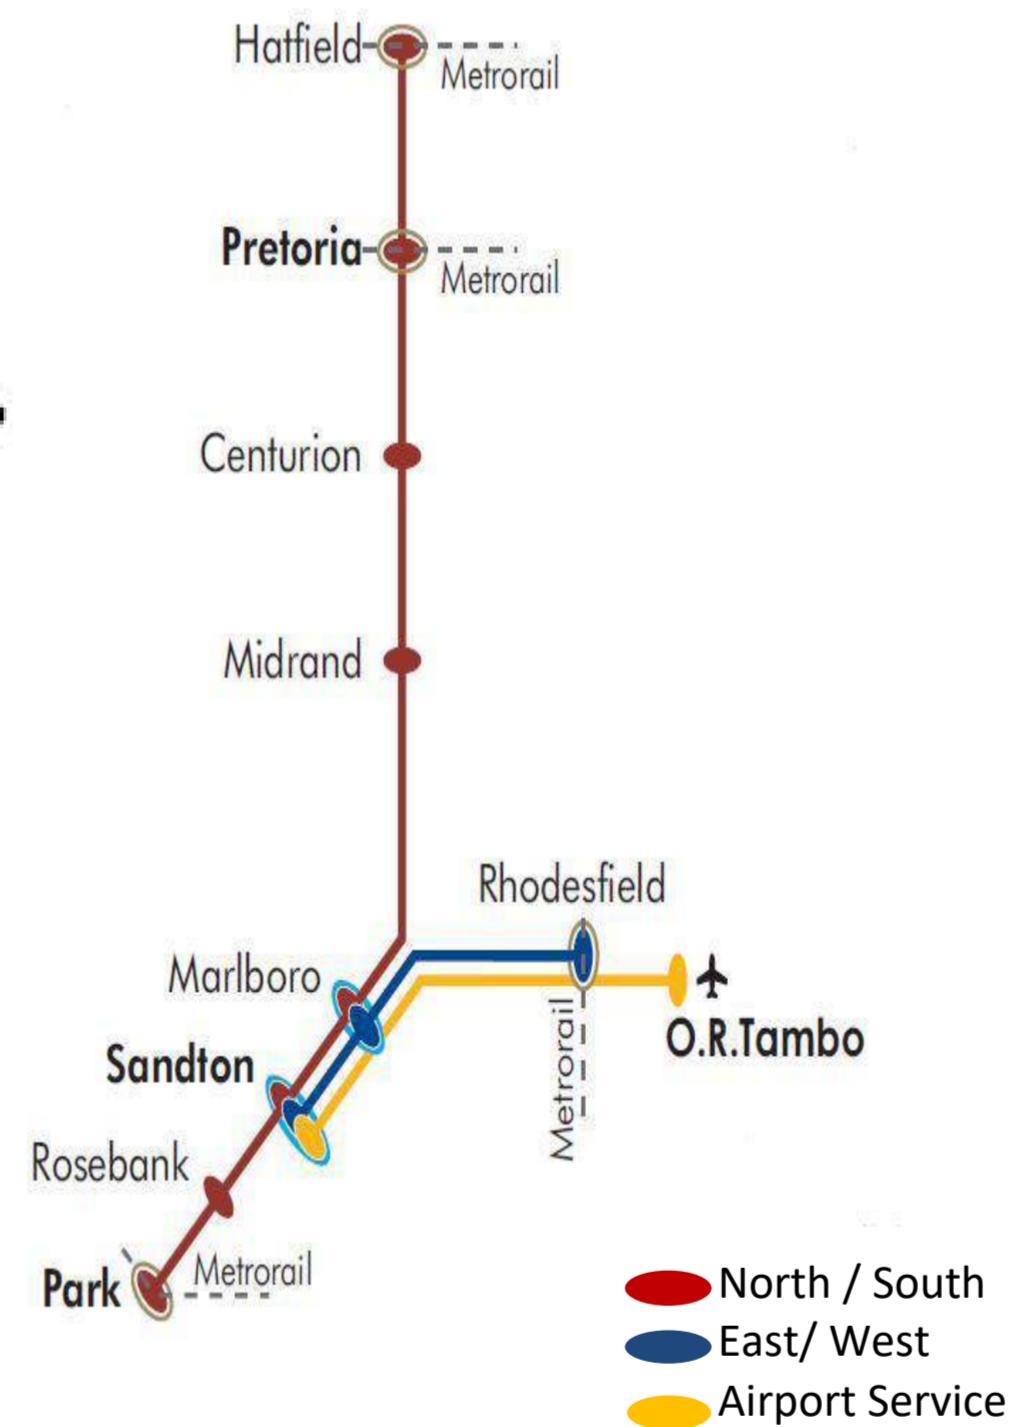 Hatfield
Metrorail
Pretoria
Metrorail
Centurion
Midrand
Rhodesfield
Marlboro
Sandton
O.R.Tambo
Metrorail
Rosebank
Park
Metrorail
North / South
East/ West
Airport Service